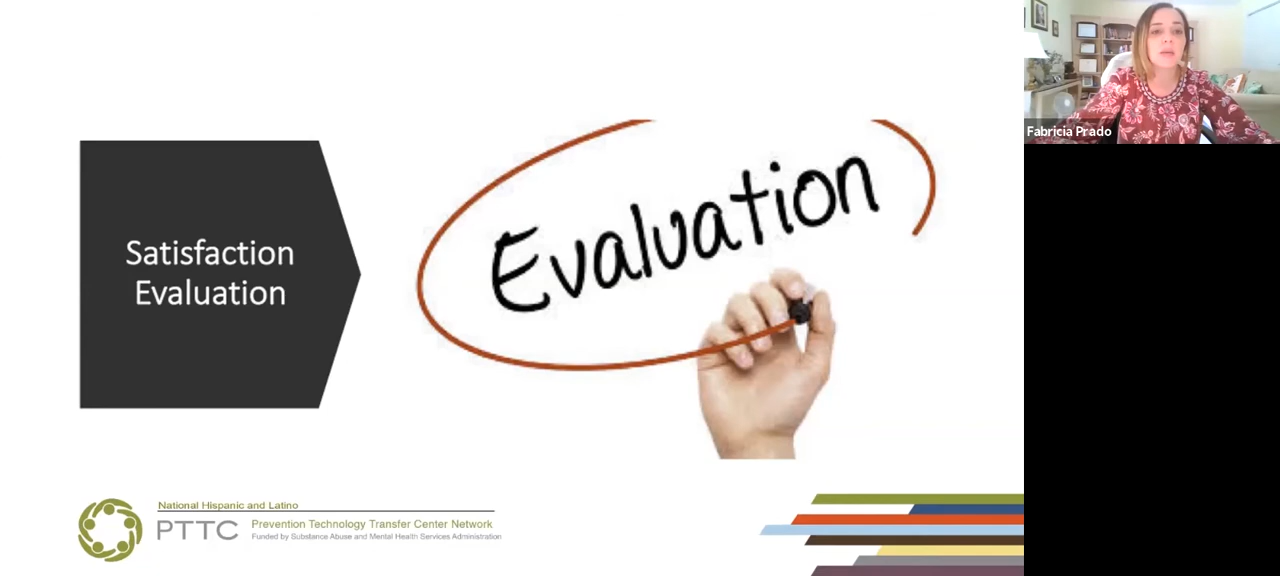 Satisfaction
Evaluation
Evaluation
Fabricia Prado
National Hispanic and Latino
PTTC
Prevention Technology Transfer Center Network
Funded by Substance Abuse and Mental Health Services Administration